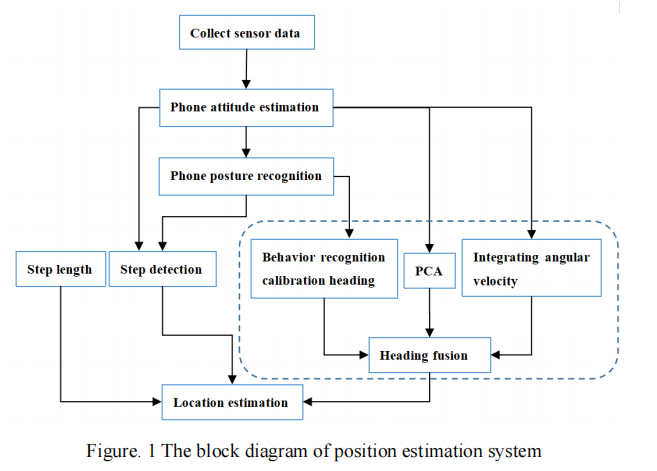 Collect sensor data
Phone attitude estimation
Phone posture recognition
Step length
Step detection
Behavior recognition
calibration heading
PCA
Integrating angular
velocity
Heading fusion
Location estimation
Figure. 1 The block diagram of position estimation system